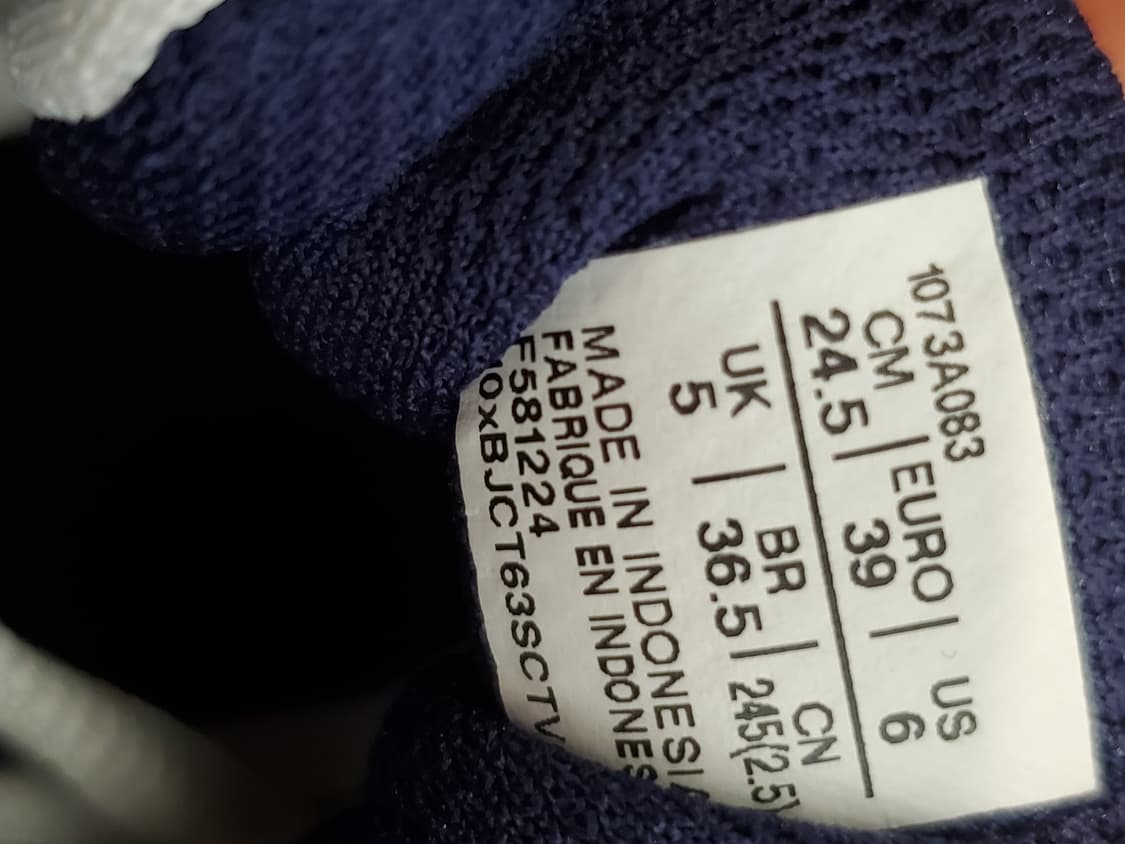 1073A083
CM | EURO | US
24.5 | 39 | 6
UK | BR | CN
5 | 36.5 | 245(2.5)
MADE IN INDONESIA
FABRIQUE EN INDONES
F581224
0xBJCT63SCTV